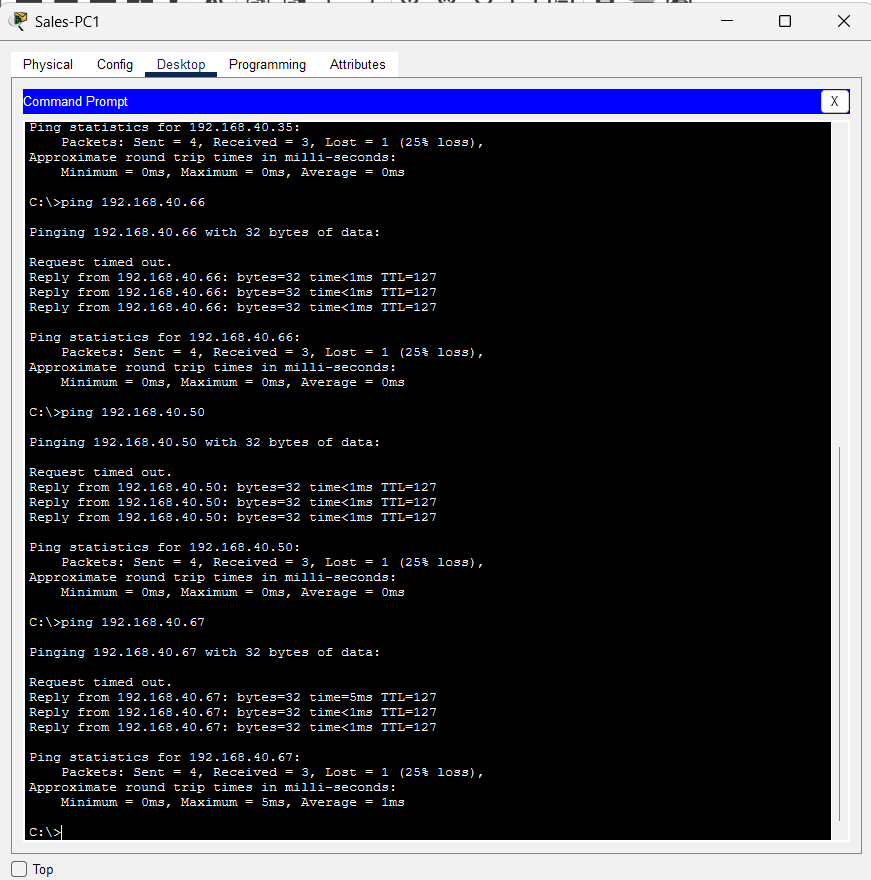 Sales-PC1
Physical Config Desktop Programming Attributes
Command Prompt X
Ping statistics for 192.168.40.35:
    Packets: Sent = 4, Received = 3, Lost = 1 (25% loss),
Approximate round trip times in milli-seconds:
    Minimum = 0ms, Maximum = 0ms, Average = 0ms
C:\>ping 192.168.40.66
Pinging 192.168.40.66 with 32 bytes of data:
Request timed out.
Reply from 192.168.40.66: bytes=32 time<1ms TTL=127
Reply from 192.168.40.66: bytes=32 time<1ms TTL=127
Reply from 192.168.40.66: bytes=32 time<1ms TTL=127
Ping statistics for 192.168.40.66:
    Packets: Sent = 4, Received = 3, Lost = 1 (25% loss),
Approximate round trip times in milli-seconds:
    Minimum = 0ms, Maximum = 0ms, Average = 0ms
C:\>ping 192.168.40.50
Pinging 192.168.40.50 with 32 bytes of data:
Request timed out.
Reply from 192.168.40.50: bytes=32 time<1ms TTL=127
Reply from 192.168.40.50: bytes=32 time<1ms TTL=127
Reply from 192.168.40.50: bytes=32 time<1ms TTL=127
Ping statistics for 192.168.40.50:
    Packets: Sent = 4, Received = 3, Lost = 1 (25% loss),
Approximate round trip times in milli-seconds:
    Minimum = 0ms, Maximum = 0ms, Average = 0ms
C:\>ping 192.168.40.67
Pinging 192.168.40.67 with 32 bytes of data:
Request timed out.
Reply from 192.168.40.67: bytes=32 time=5ms TTL=127
Reply from 192.168.40.67: bytes=32 time<1ms TTL=127
Reply from 192.168.40.67: bytes=32 time<1ms TTL=127
Ping statistics for 192.168.40.67:
    Packets: Sent = 4, Received = 3, Lost = 1 (25% loss),
Approximate round trip times in milli-seconds:
    Minimum = 0ms, Maximum = 5ms, Average = 1ms
C:\>
Top